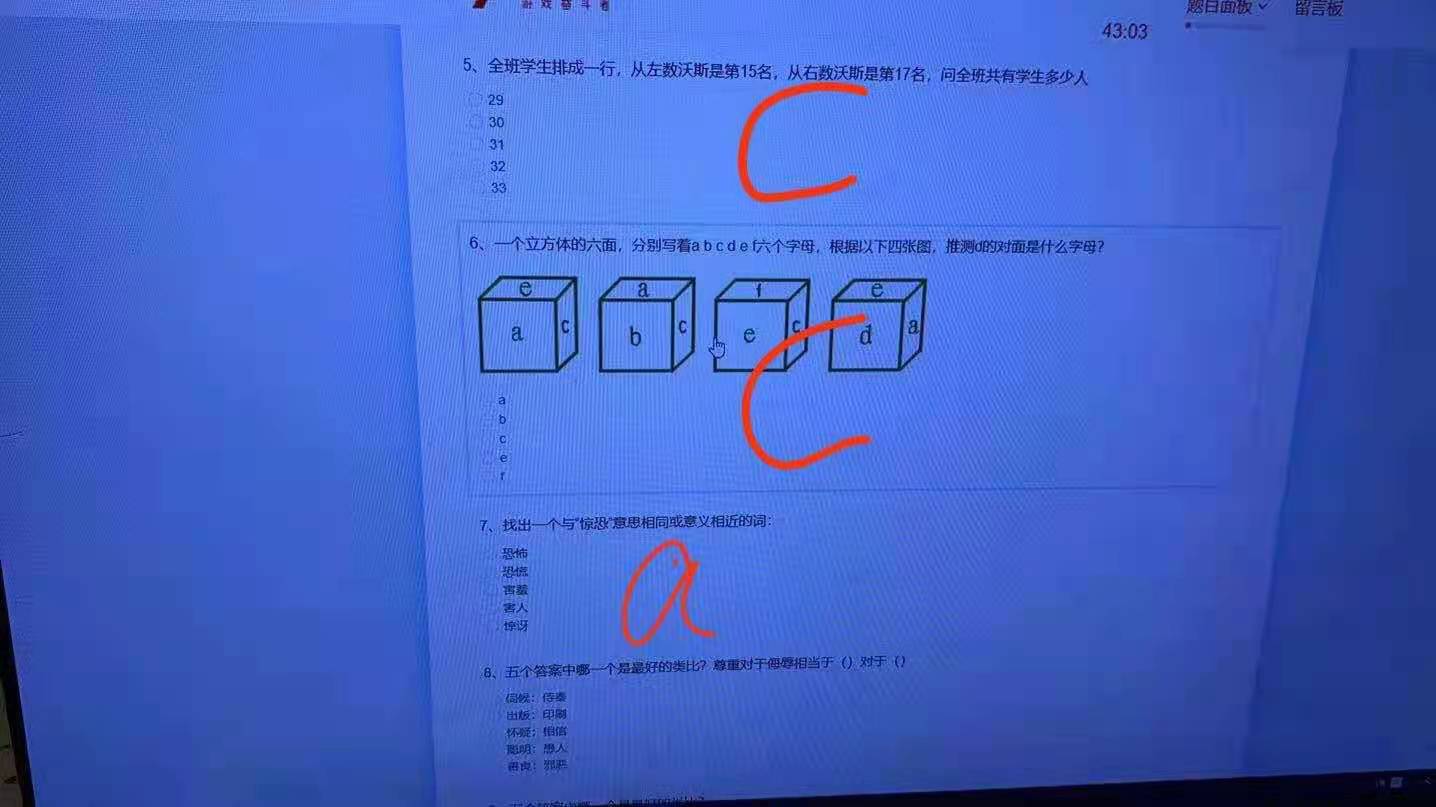 游戏奋斗者
题目面板 留言板
43:03
5、全班学生排成一行，从左数沃斯是第15名，从右数沃斯是第17名，问全班共有学生多少人
29
30
31
32
33
C
6、一个立方体的六面，分别写着a b c d e f六个字母，根据以下四张图，推测d的对面是什么字母？
e a f e
a c b c e c d a
a
b
c
e
f
C
7、找出一个与"惊恐"意思相同或意义相近的词：
恐怖
恐慌
害羞
害人
惊讶
a
8、五个答案中哪一个是最好的类比？尊重对于侮辱相当于（）对于（）
伺候：侍奉
出版：印刷
怀疑：相信
聪明：愚人